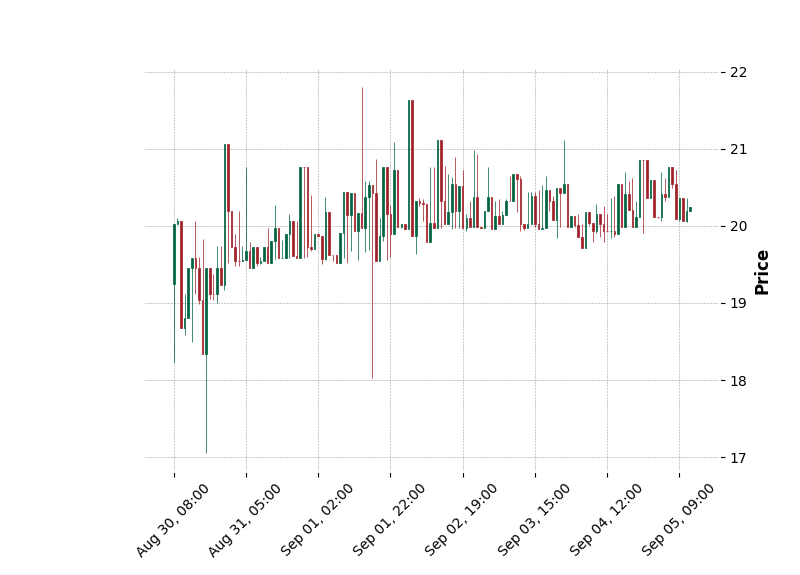 22
21
20
19
18
17
Price
Aug 30, 08:00
Aug 31, 05:00
Sep 01, 02:00
Sep 01, 22:00
Sep 02, 19:00
Sep 03, 15:00
Sep 04, 12:00
Sep 05, 09:00